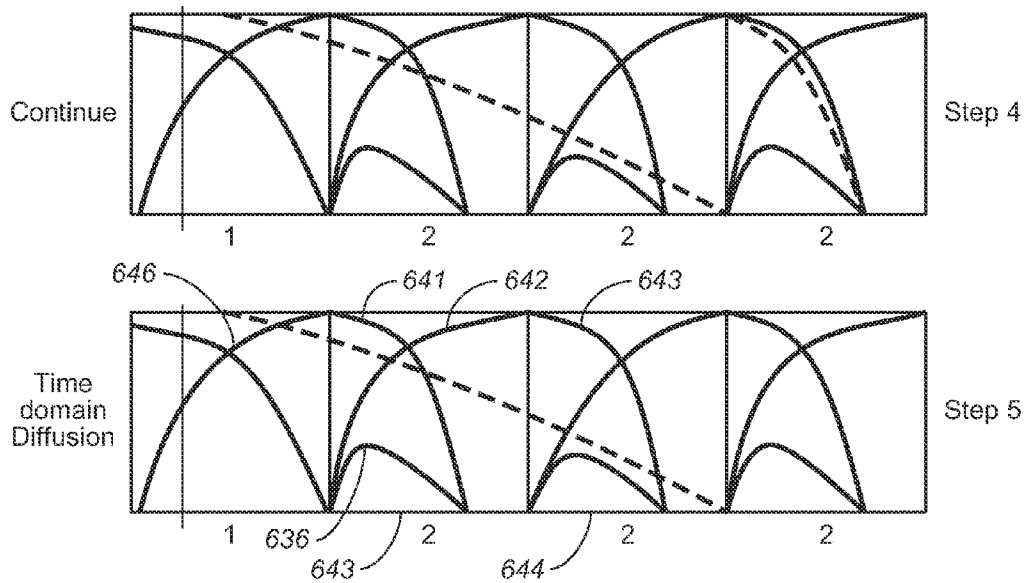 Continue
Step 4
1 2 2 2
646 641 642 643
Time
domain
Diffusion
Step 5
1 2 2 2
636
643 644